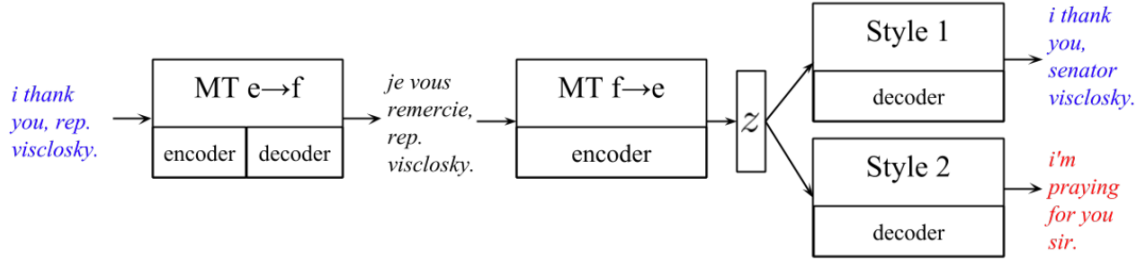 i thank
you, rep.
visclosky.
MT e→f
encoder
decoder
je vous
remercie,
rep.
visclosky.
MT f→e
encoder
z
Style 1
decoder
i thank
you,
senator
visclosky.
Style 2
decoder
i'm
praying
for you
sir.